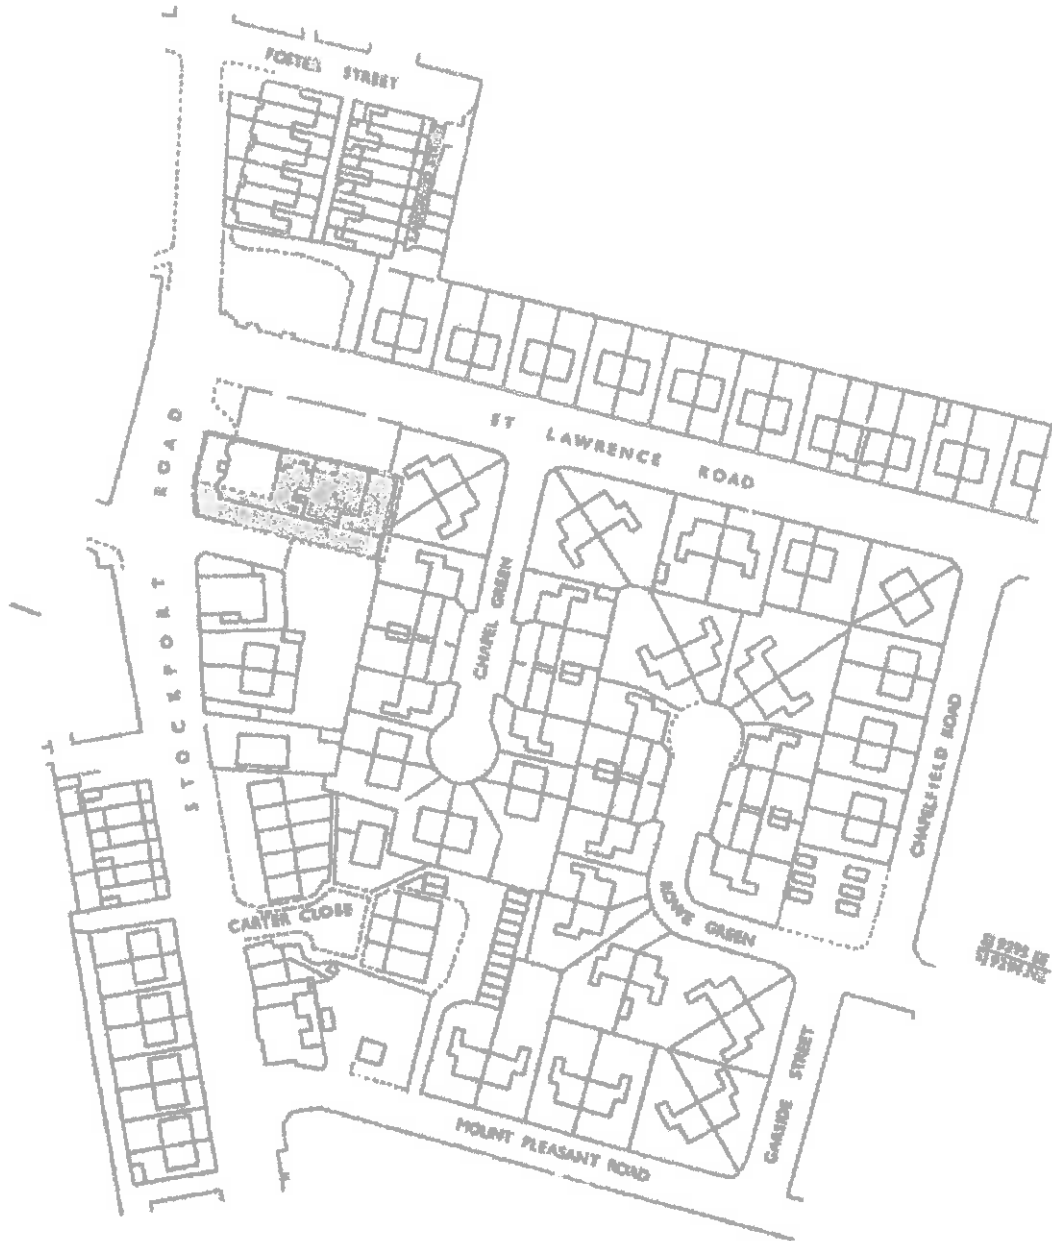 STREET
ST LAWRENCE ROAD
STOCKPORT ROAD
CHAPEL GREEN
CHAPELFIELD ROAD
CARTER CLOSE
ROWE GREEN
GARSIDE STREET
MOUNT PLEASANT ROAD